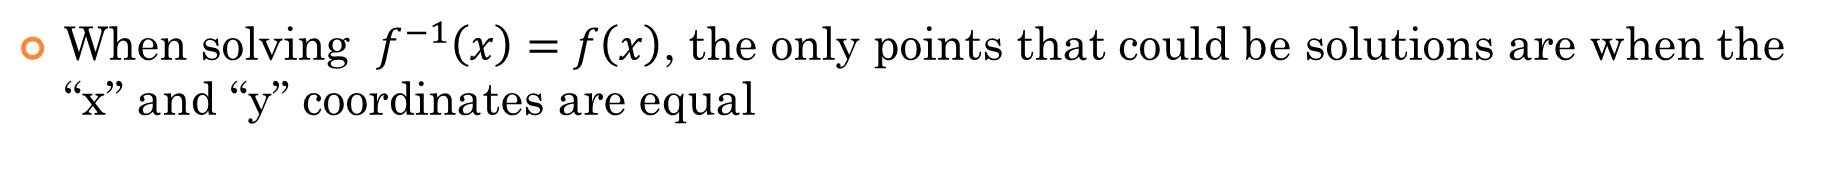 When solving f⁻¹(x) = f(x), the only points that could be solutions are when the
“x” and “y” coordinates are equal